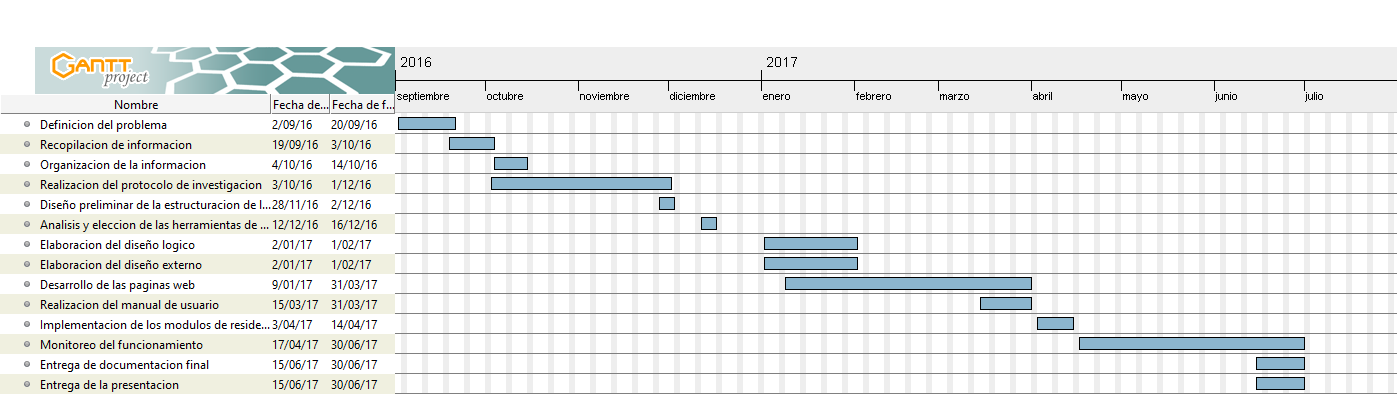 GANTT
project
2016
2017
Nombre Fecha de... Fecha de f...
septiembre octubre noviembre diciembre enero febrero marzo abril mayo junio julio
Definicion del problema 2/09/16 20/09/16
Recopilacion de informacion 19/09/16 3/10/16
Organizacion de la informacion 4/10/16 14/10/16
Realizacion del protocolo de investigacion 3/10/16 1/12/16
Diseño preliminar de la estructuracion de l... 28/11/16 2/12/16
Analisis y eleccion de las herramientas de ... 12/12/16 16/12/16
Elaboracion del diseño logico 2/01/17 1/02/17
Elaboracion del diseño externo 2/01/17 1/02/17
Desarrollo de las paginas web 9/01/17 31/03/17
Realizacion del manual de usuario 15/03/17 31/03/17
Implementacion de los modulos de reside... 3/04/17 14/04/17
Monitoreo del funcionamiento 17/04/17 30/06/17
Entrega de documentacion final 15/06/17 30/06/17
Entrega de la presentacion 15/06/17 30/06/17